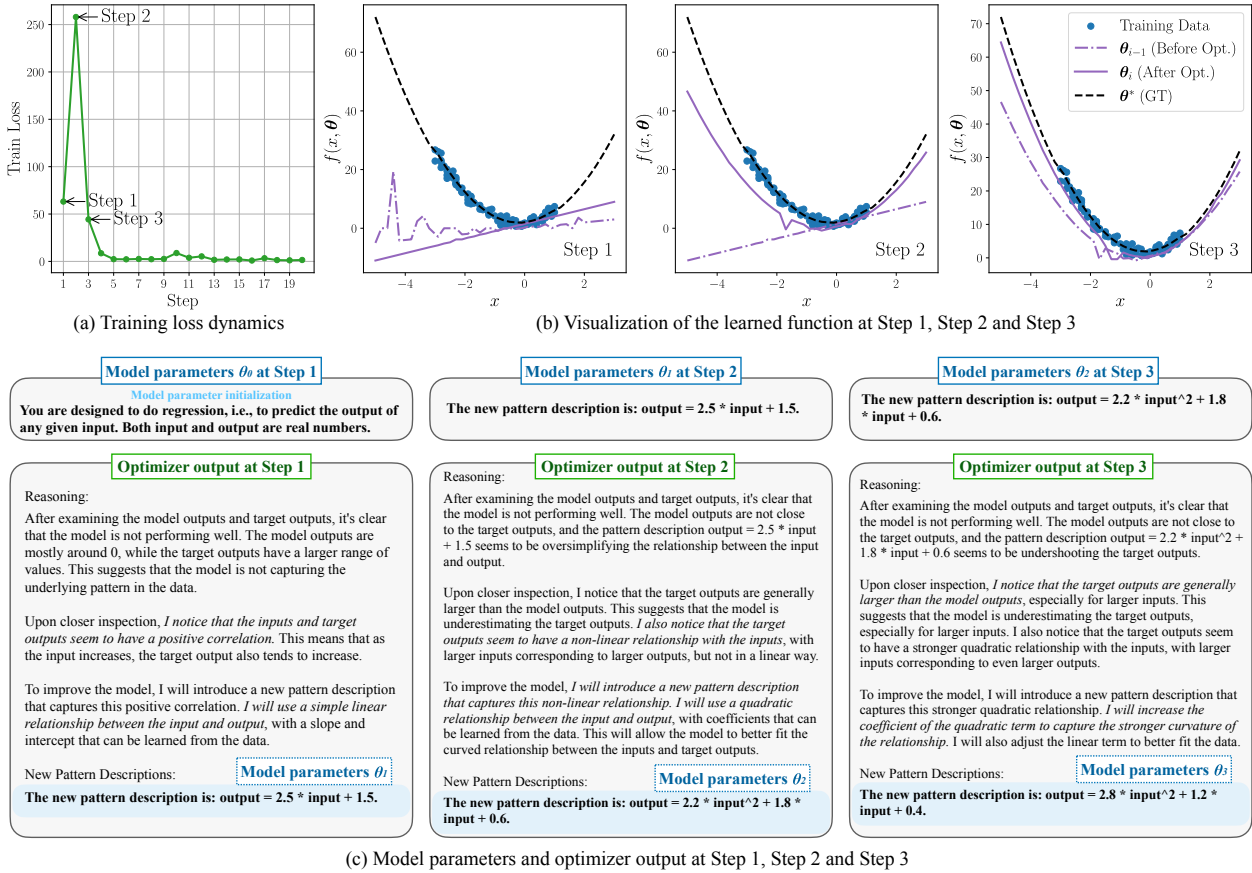 250
200
150
100
50
0
Train Loss
Step 2
Step 1
Step 3
1 3 5 7 9 11 13 15 17 19
Step
(a) Training loss dynamics
60
40
20
0
f(x, θ)
−4 −2 0 2
x
Step 1
60
40
20
0
f(x, θ)
−4 −2 0 2
x
Step 2
70
60
50
40
30
20
10
0
f(x, θ)
−4 −2 0 2
x
Step 3
Training Data
θᵢ₋₁ (Before Opt.)
θᵢ (After Opt.)
θ* (GT)
(b) Visualization of the learned function at Step 1, Step 2 and Step 3
Model parameters θ₀ at Step 1
Model parameter initialization
You are designed to do regression, i.e., to predict the output of
any given input. Both input and output are real numbers.
Model parameters θ₁ at Step 2
The new pattern description is: output = 2.5 * input + 1.5.
Model parameters θ₂ at Step 3
The new pattern description is: output = 2.2 * input^2 + 1.8
* input + 0.6.
Optimizer output at Step 1
Reasoning:
After examining the model outputs and target outputs, it's clear
that the model is not performing well. The model outputs are
mostly around 0, while the target outputs have a larger range of
values. This suggests that the model is not capturing the
underlying pattern in the data.
Upon closer inspection, I notice that the inputs and target
outputs seem to have a positive correlation. This means that as
the input increases, the target output also tends to increase.
To improve the model, I will introduce a new pattern description
that captures this positive correlation. I will use a simple linear
relationship between the input and output, with a slope and
intercept that can be learned from the data.
New Pattern Descriptions:
Model parameters θ₁
The new pattern description is: output = 2.5 * input + 1.5.
Optimizer output at Step 2
Reasoning:
After examining the model outputs and target outputs, it's clear that
the model is not performing well. The model outputs are not close
to the target outputs, and the pattern description output = 2.5 * input
+ 1.5 seems to be oversimplifying the relationship between the input
and output.
Upon closer inspection, I notice that the target outputs are generally
larger than the model outputs. This suggests that the model is
underestimating the target outputs. I also notice that the target
outputs seem to have a non-linear relationship with the inputs, with
larger inputs corresponding to larger outputs, but not in a linear way.
To improve the model, I will introduce a new pattern description
that captures this non-linear relationship. I will use a quadratic
relationship between the input and output, with coefficients that can
be learned from the data. This will allow the model to better fit the
curved relationship between the inputs and target outputs.
New Pattern Descriptions:
Model parameters θ₂
The new pattern description is: output = 2.2 * input^2 + 1.8 *
input + 0.6.
Optimizer output at Step 3
Reasoning:
After examining the model outputs and target outputs, it's clear that
the model is not performing well. The model outputs are not close to
the target outputs, and the pattern description output = 2.2 * input^2 +
1.8 * input + 0.6 seems to be undershooting the target outputs.
Upon closer inspection, I notice that the target outputs are generally
larger than the model outputs, especially for larger inputs. This
suggests that the model is underestimating the target outputs,
especially for larger inputs. I also notice that the target outputs seem
to have a stronger quadratic relationship with the inputs, with larger
inputs corresponding to even larger outputs.
To improve the model, I will introduce a new pattern description that
captures this stronger quadratic relationship. I will increase the
coefficient of the quadratic term to capture the stronger curvature of
the relationship. I will also adjust the linear term to better fit the data.
New Pattern Descriptions:
Model parameters θ₃
The new pattern description is: output = 2.8 * input^2 + 1.2 *
input + 0.4.
(c) Model parameters and optimizer output at Step 1, Step 2 and Step 3